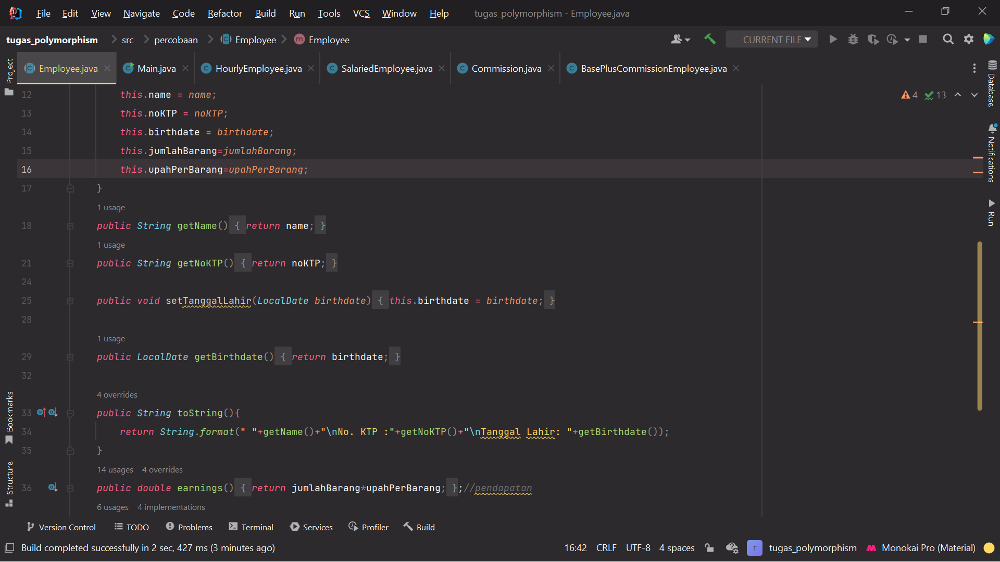 File Edit View Navigate Code Refactor Build Run Tools VCS Window Help tugas_polymorphism - Employee.java
tugas_polymorphism src percobaan Employee Employee CURRENT FILE
Project
Employee.java Main.java HourlyEmployee.java SalariedEmployee.java Commission.java BasePlusCommissionEmployee.java
Database
Notifications
Run
4 13
12 this.name = name;
13 this.noKTP = noKTP;
14 this.birthdate = birthdate;
15 this.jumlahBarang=jumlahBarang;
16 this.upahPerBarang=upahPerBarang;
17 }
1 usage
18 public String getName() { return name; }
1 usage
21 public String getNoKTP() { return noKTP; }
24
25 public void setTanggalLahir(LocalDate birthdate) { this.birthdate = birthdate; }
28
1 usage
29 public LocalDate getBirthdate() { return birthdate; }
32
4 overrides
33 public String toString(){
34 return String.format(" "+getName()+"\nNo. KTP :"+getNoKTP()+"\nTanggal Lahir: "+getBirthdate());
35 }
14 usages 4 overrides
36 public double earnings() { return jumlahBarang*upahPerBarang; };//pendapatan
6 usages 4 implementations
Bookmarks
Structure
Version Control TODO Problems Terminal Services Profiler Build
Build completed successfully in 2 sec, 427 ms (3 minutes ago) 16:42 CRLF UTF-8 4 spaces T tugas_polymorphism Monokai Pro (Material)